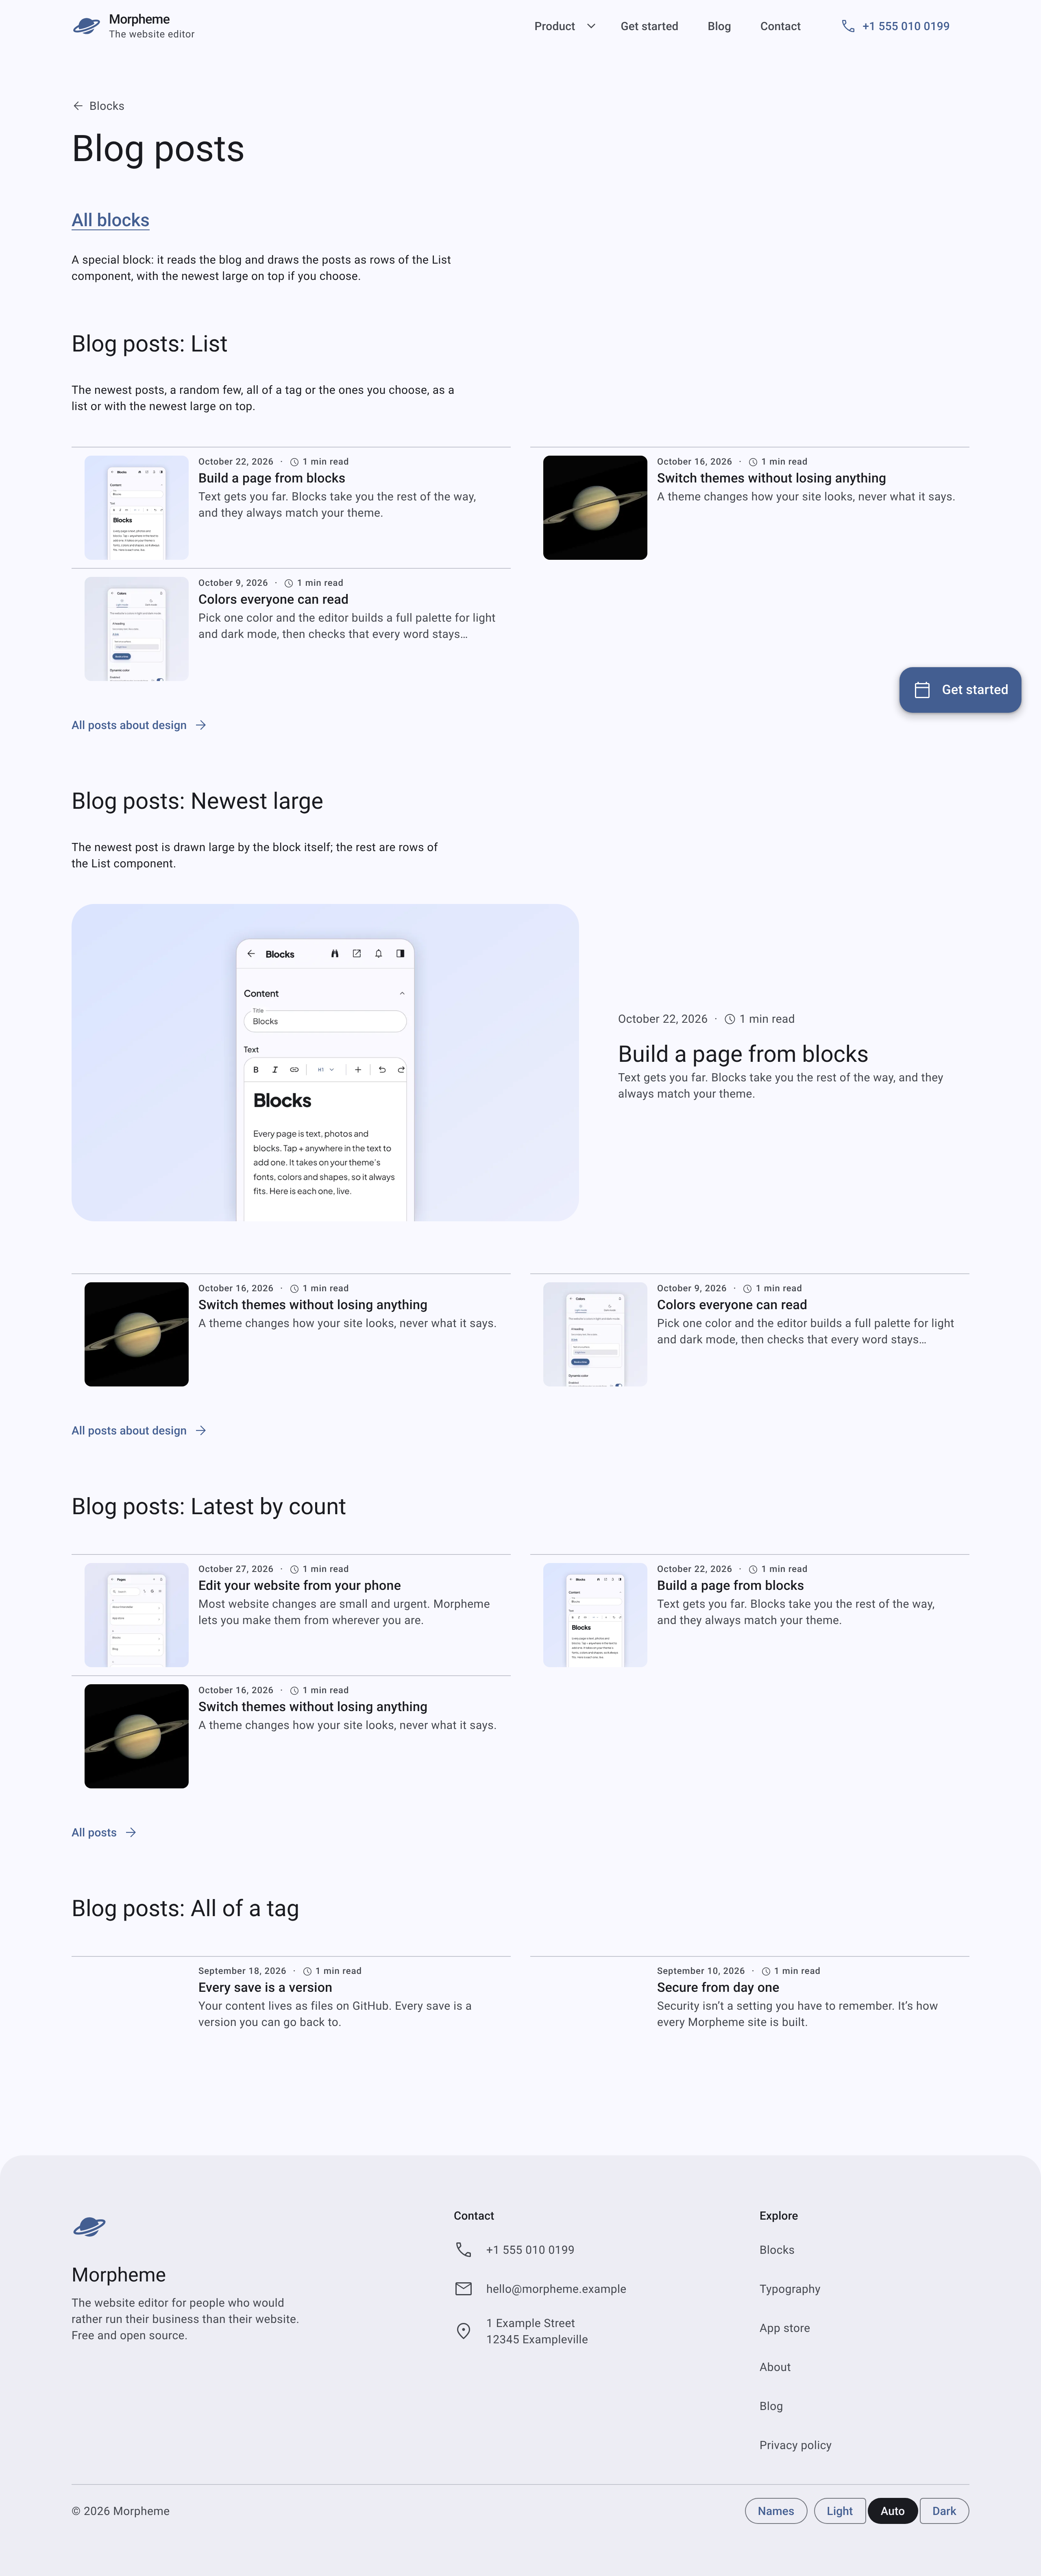 Morpheme
The website editor
Product
Get started
Blog
Contact
+1 555 010 0199
Blocks
Blog posts
All blocks
A special block: it reads the blog and draws the posts as rows of the List
component, with the newest large on top if you choose.
Blog posts: List
The newest posts, a random few, all of a tag or the ones you choose, as a
list or with the newest large on top.
October 22, 2026 · 1 min read
Build a page from blocks
Text gets you far. Blocks take you the rest of the way,
and they always match your theme.
October 16, 2026 · 1 min read
Switch themes without losing anything
A theme changes how your site looks, never what it says.
October 9, 2026 · 1 min read
Colors everyone can read
Pick one color and the editor builds a full palette for light
and dark mode, then checks that every word stays…
Get started
All posts about design
Blog posts: Newest large
The newest post is drawn large by the block itself; the rest are rows of
the List component.
Blocks
Content
Title
Blocks
Text
B I H1
Blocks
Every page is text, photos and
blocks. Tap + anywhere in the text to
add one. It takes on your theme's
fonts, colors and shapes, so it always
fits. Here is each one, live.
October 22, 2026 · 1 min read
Build a page from blocks
Text gets you far. Blocks take you the rest of the way, and they
always match your theme.
October 16, 2026 · 1 min read
Switch themes without losing anything
A theme changes how your site looks, never what it says.
October 9, 2026 · 1 min read
Colors everyone can read
Pick one color and the editor builds a full palette for light
and dark mode, then checks that every word stays…
All posts about design
Blog posts: Latest by count
October 27, 2026 · 1 min read
Edit your website from your phone
Most website changes are small and urgent. Morpheme
lets you make them from wherever you are.
October 22, 2026 · 1 min read
Build a page from blocks
Text gets you far. Blocks take you the rest of the way,
and they always match your theme.
October 16, 2026 · 1 min read
Switch themes without losing anything
A theme changes how your site looks, never what it says.
All posts
Blog posts: All of a tag
September 18, 2026 · 1 min read
Every save is a version
Your content lives as files on GitHub. Every save is a
version you can go back to.
September 10, 2026 · 1 min read
Secure from day one
Security isn’t a setting you have to remember. It’s how
every Morpheme site is built.
Morpheme
The website editor for people who would
rather run their business than their website.
Free and open source.
Contact
+1 555 010 0199
hello@morpheme.example
1 Example Street
12345 Exampleville
Explore
Blocks
Typography
App store
About
Blog
Privacy policy
© 2026 Morpheme
Names
Light
Auto
Dark